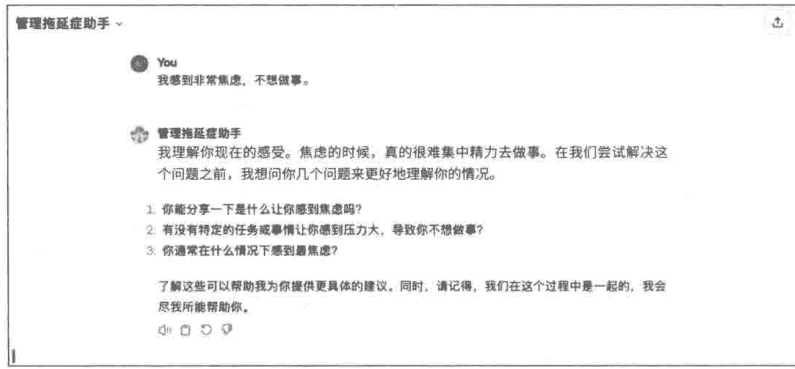 管理拖延症助手
You
我感到非常焦虑，不想做事。
管理拖延症助手
我理解你现在的感受。焦虑的时候，真的很难集中精力去做事。在我们尝试解决这
个问题之前，我想问你几个问题来更好地理解你的情况。
1. 你能分享一下是什么让你感到焦虑吗？
2. 有没有特定的任务或事情让你感到压力大，导致你不想做事？
3. 你通常在什么情况下感到最焦虑？
了解这些可以帮助我为你提供更具体的建议。同时，请记得，我们在这个过程中是一起的，我会
尽我所能帮助你。